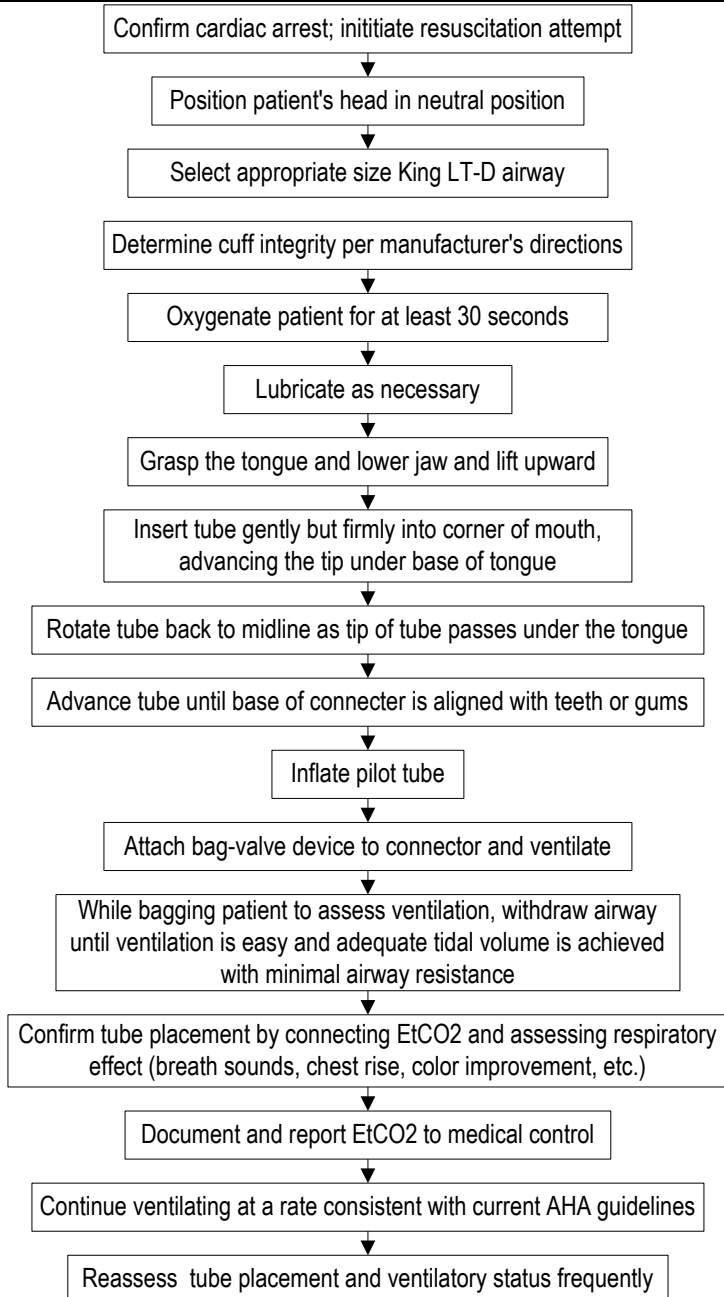 Confirm cardiac arrest; inititiate resuscitation attempt
Position patient's head in neutral position
Select appropriate size King LT-D airway
Determine cuff integrity per manufacturer's directions
Oxygenate patient for at least 30 seconds
Lubricate as necessary
Grasp the tongue and lower jaw and lift upward
Insert tube gently but firmly into corner of mouth,
advancing the tip under base of tongue
Rotate tube back to midline as tip of tube passes under the tongue
Advance tube until base of connecter is aligned with teeth or gums
Inflate pilot tube
Attach bag-valve device to connector and ventilate
While bagging patient to assess ventilation, withdraw airway
until ventilation is easy and adequate tidal volume is achieved
with minimal airway resistance
Confirm tube placement by connecting EtCO2 and assessing respiratory
effect (breath sounds, chest rise, color improvement, etc.)
Document and report EtCO2 to medical control
Continue ventilating at a rate consistent with current AHA guidelines
Reassess tube placement and ventilatory status frequently